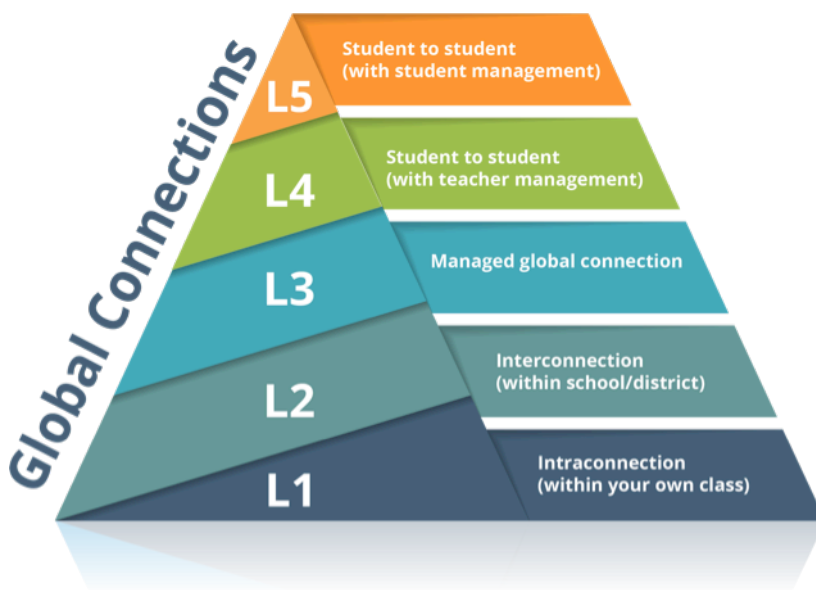 Global Connections
L5
Student to student
(with student management)
L4
Student to student
(with teacher management)
L3
Managed global connection
L2
Interconnection
(within school/district)
L1
Intraconnection
(within your own class)